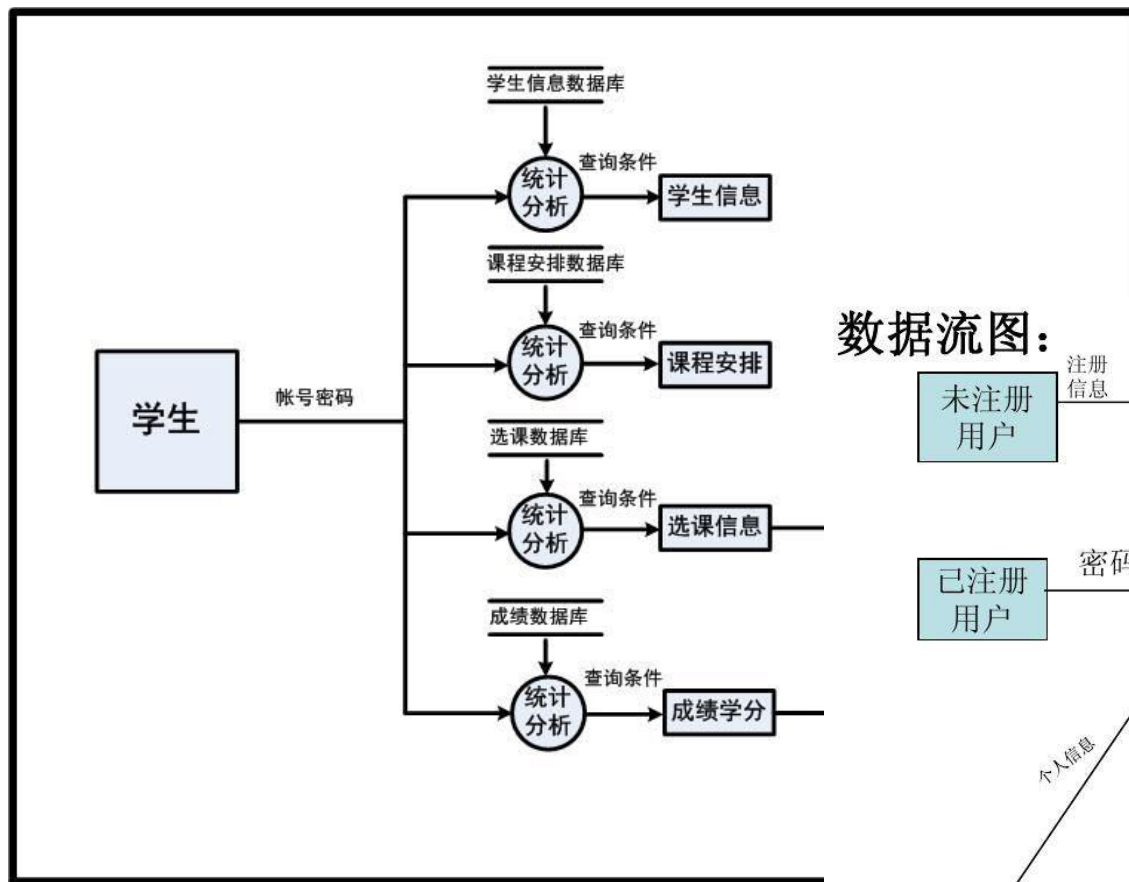 学生信息数据库
查询条件
统计
分析
学生信息
课程安排数据库
查询条件
统计
分析
课程安排
学生
帐号密码
选课数据库
查询条件
统计
分析
选课信息
成绩数据库
查询条件
统计
分析
成绩学分
数据流图：
注册
信息
未注册
用户
密码
已注册
用户
个人信息